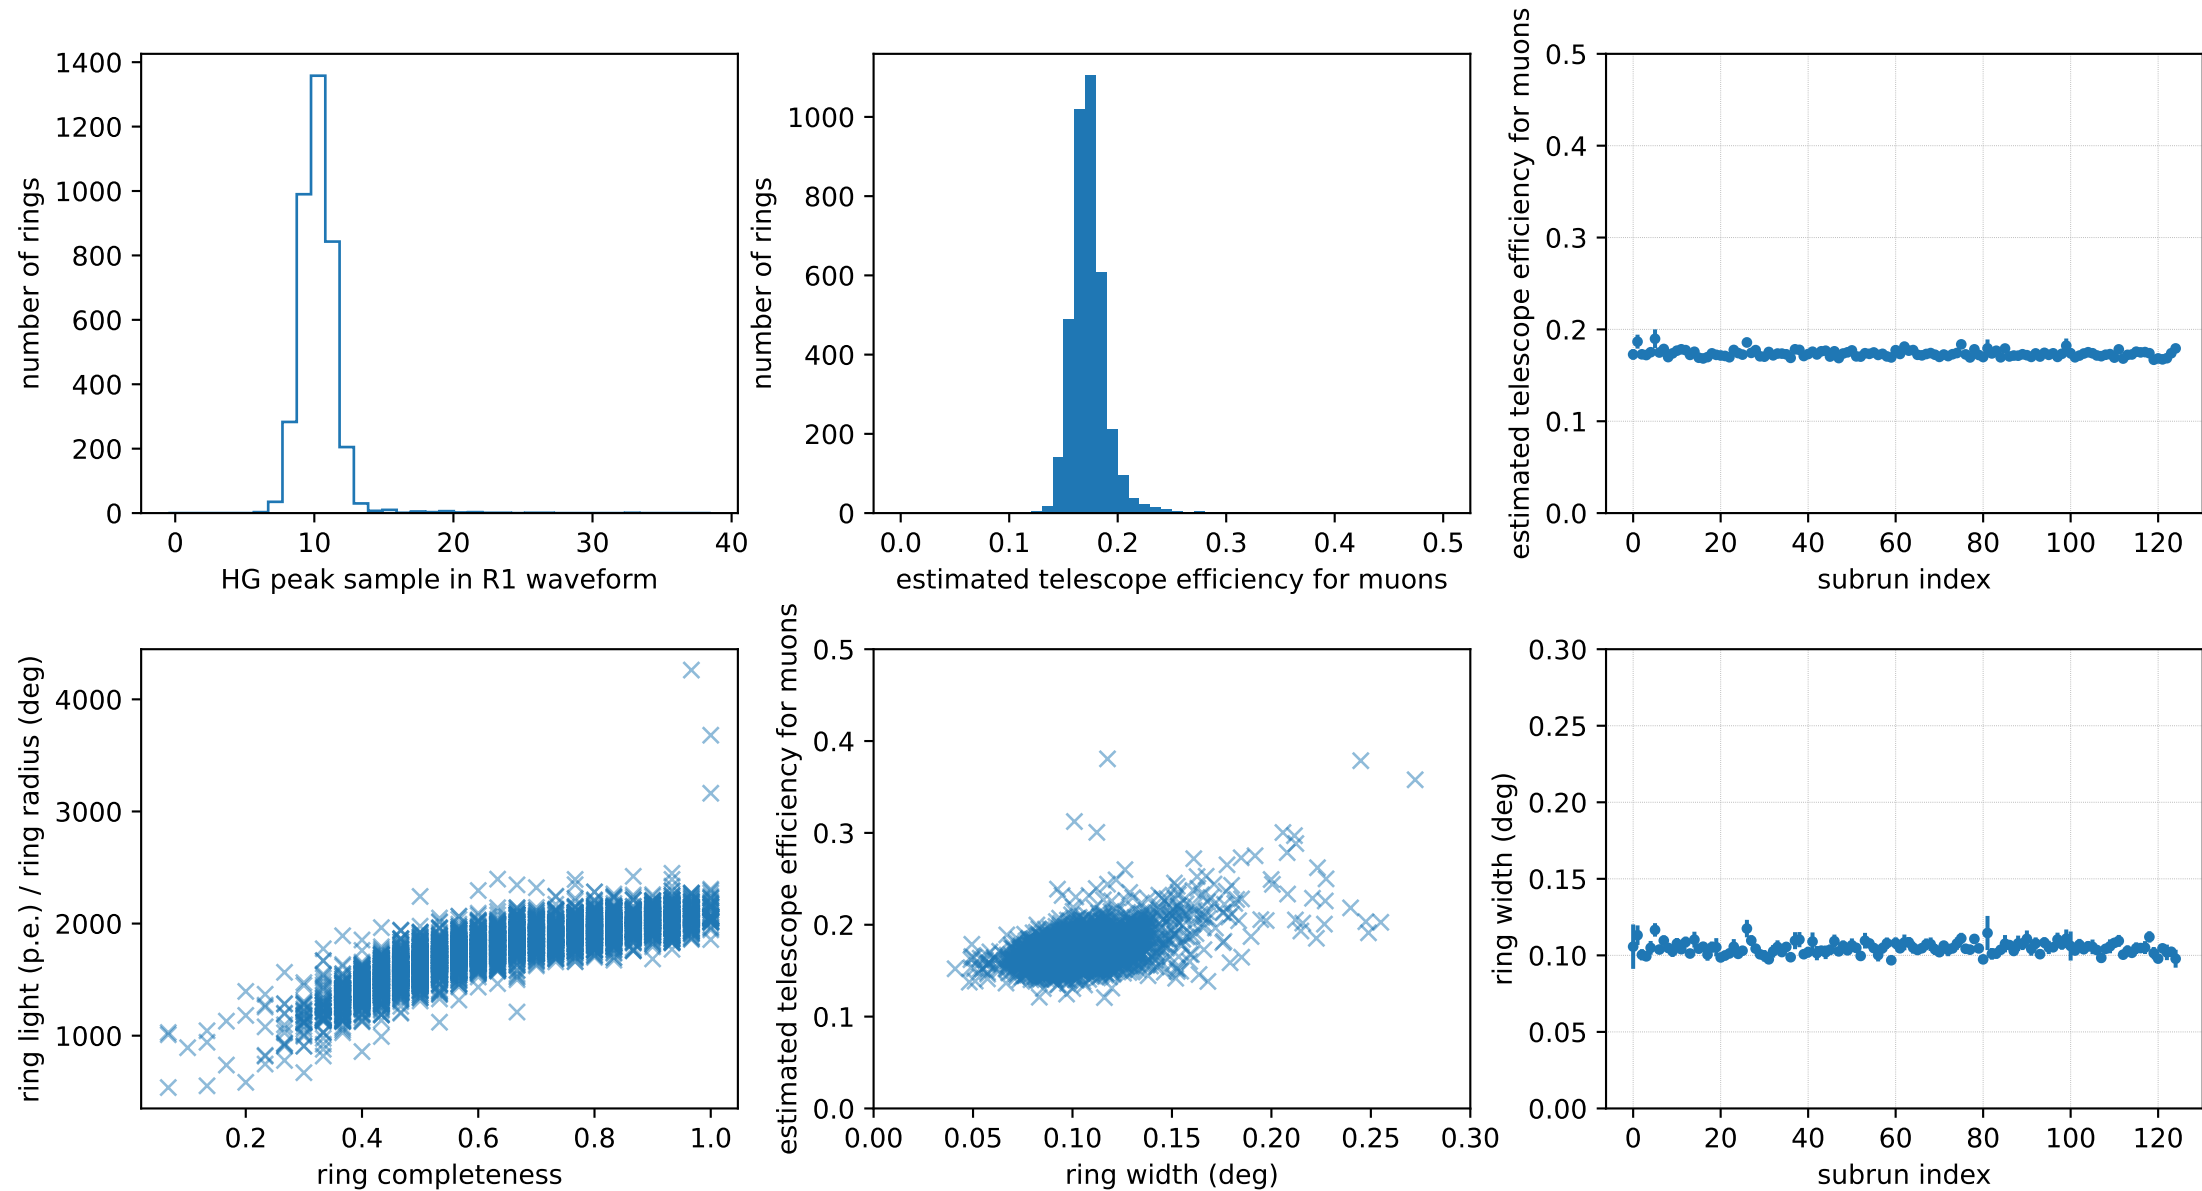 1400
1200
1000
800
600
400
200
0
number of rings
0 10 20 30 40
HG peak sample in R1 waveform
1000
800
600
400
200
0
number of rings
0.0 0.1 0.2 0.3 0.4 0.5
estimated telescope efficiency for muons
0.5
0.4
0.3
0.2
0.1
0.0
estimated telescope efficiency for muons
0 20 40 60 80 100 120
subrun index
4000
3000
2000
1000
ring light (p.e.) / ring radius (deg)
0.2 0.4 0.6 0.8 1.0
ring completeness
0.5
0.4
0.3
0.2
0.1
0.0
estimated telescope efficiency for muons
0.00 0.05 0.10 0.15 0.20 0.25 0.30
ring width (deg)
0.30
0.25
0.20
0.15
0.10
0.05
0.00
ring width (deg)
0 20 40 60 80 100 120
subrun index